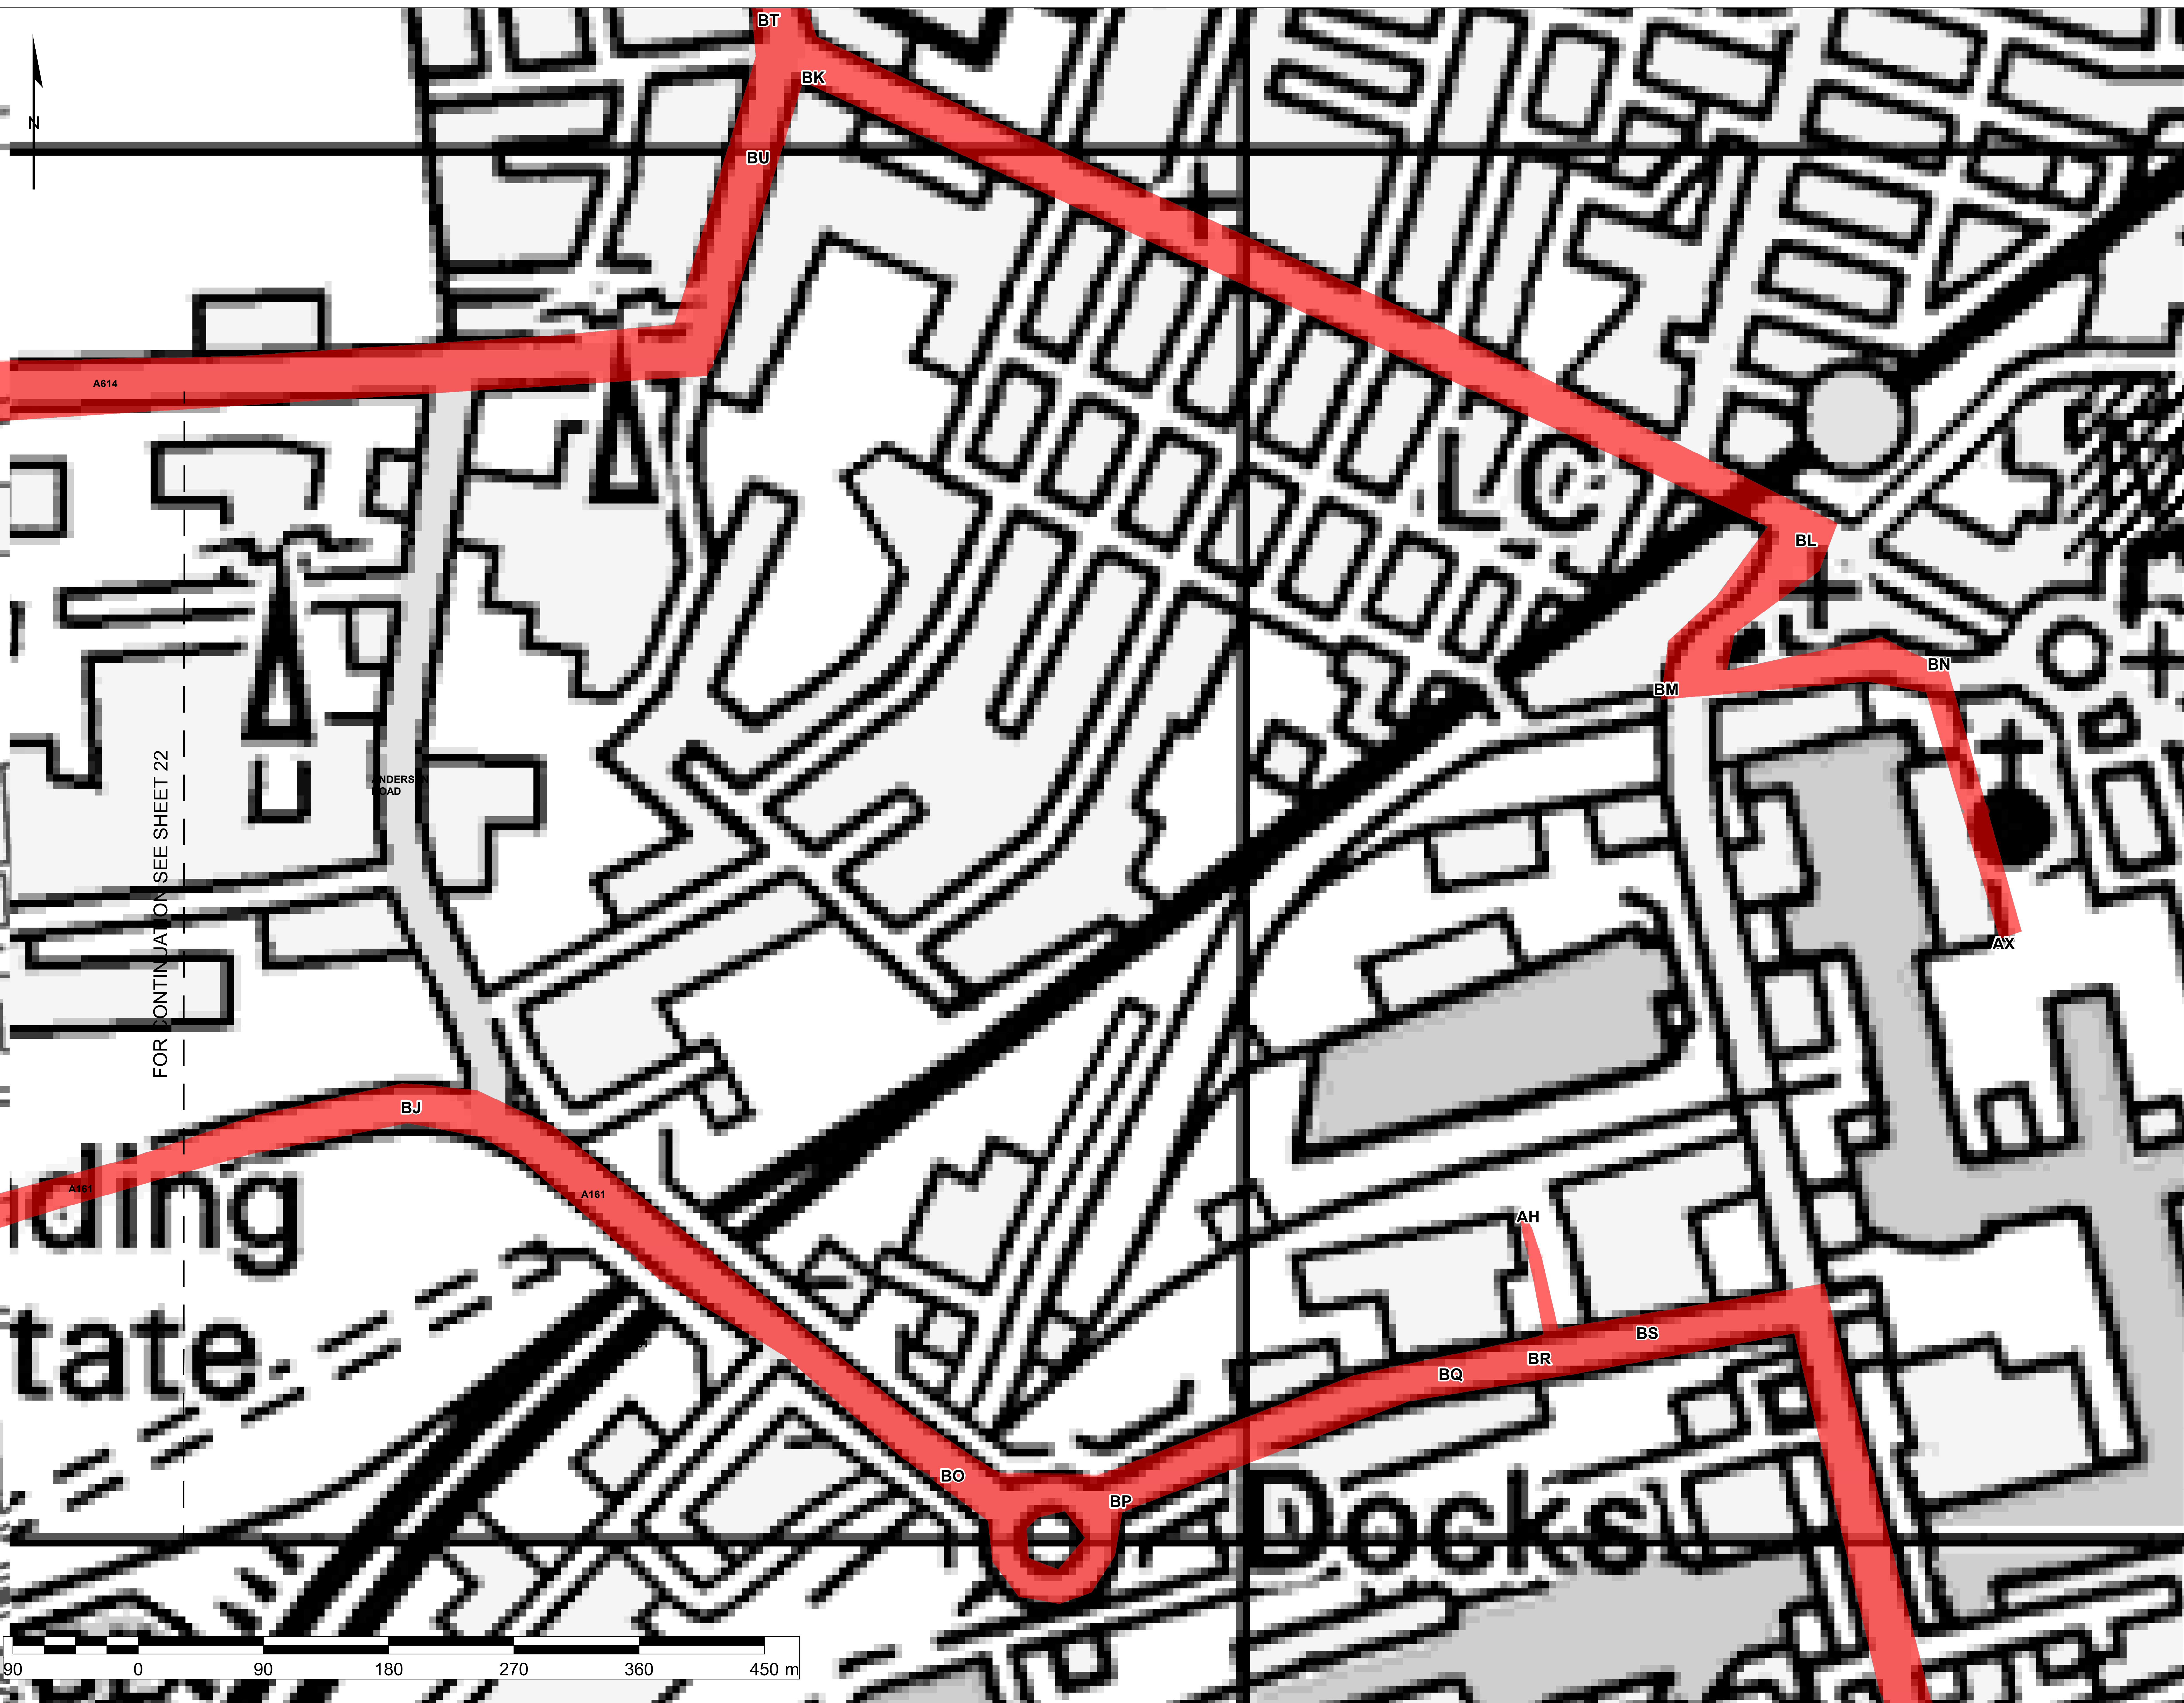 BT
BK
N
BU
A614
LC
BL
BN
BM
FOR CONTINUATION SEE SHEET 22
AX
BJ
A161
A161
AH
BS
BR
BQ
tate
BO
BP
Docks
90 0 90 180 270 360 450 m